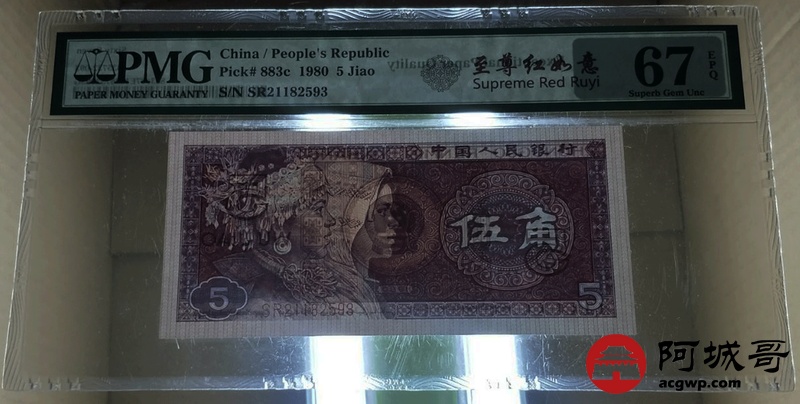 PMG
PAPER MONEY GUARANTY
China / People's Republic
Pick# 883c 1980 5 Jiao
S/N SR21182593
至尊红如意
Supreme Red Ruyi
67
EPQ
Superb Gem Unc
中国人民银行
伍角
5
SR21182593
5
阿城哥
acgwp.com